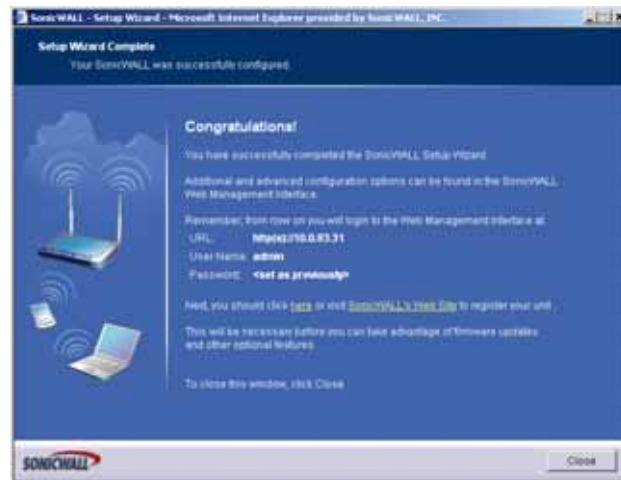 SonicWALL - Setup Wizard - Microsoft Internet Explorer provided by SonicWALL, INC.
Setup Wizard Complete
Your SonicWALL was successfully configured.
Congratulations!
You have successfully completed the SonicWALL Setup Wizard.
Additional and advanced configuration options can be found in the SonicWALL
Web Management Interface.
Remember, from now on you will login to the Web Management Interface at:
URL: http(s)://10.0.93.31
User Name: admin
Password: <set as previously>
Next, you should click here or visit SonicWALL's Web Site to register your unit.
This will be necessary before you can take advantage of firmware updates
and other optional features.
To close this window, click Close.
SONICWALL
Close